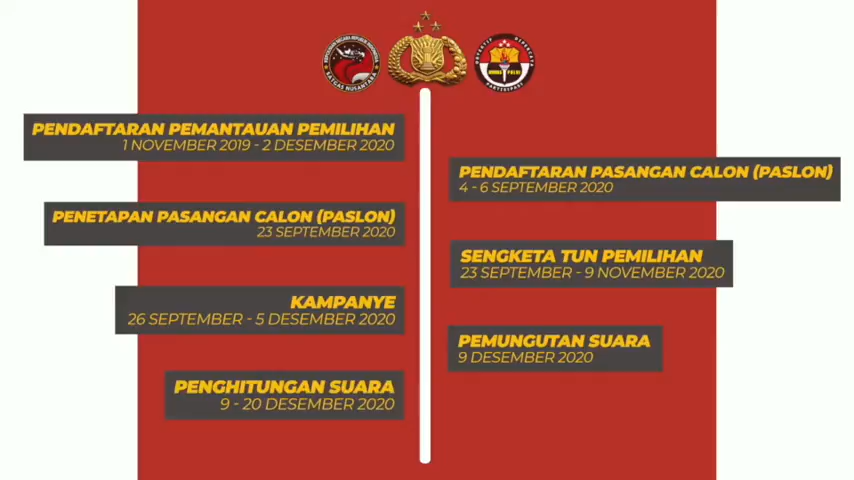 PENDAFTARAN PEMANTAUAN PEMILIHAN
1 NOVEMBER 2019 - 2 DESEMBER 2020
PENDAFTARAN PASANGAN CALON (PASLON)
4 - 6 SEPTEMBER 2020
PENETAPAN PASANGAN CALON (PASLON)
23 SEPTEMBER 2020
SENGKETA TUN PEMILIHAN
23 SEPTEMBER - 9 NOVEMBER 2020
KAMPANYE
26 SEPTEMBER - 5 DESEMBER 2020
PEMUNGUTAN SUARA
9 DESEMBER 2020
PENGHITUNGAN SUARA
9 - 20 DESEMBER 2020